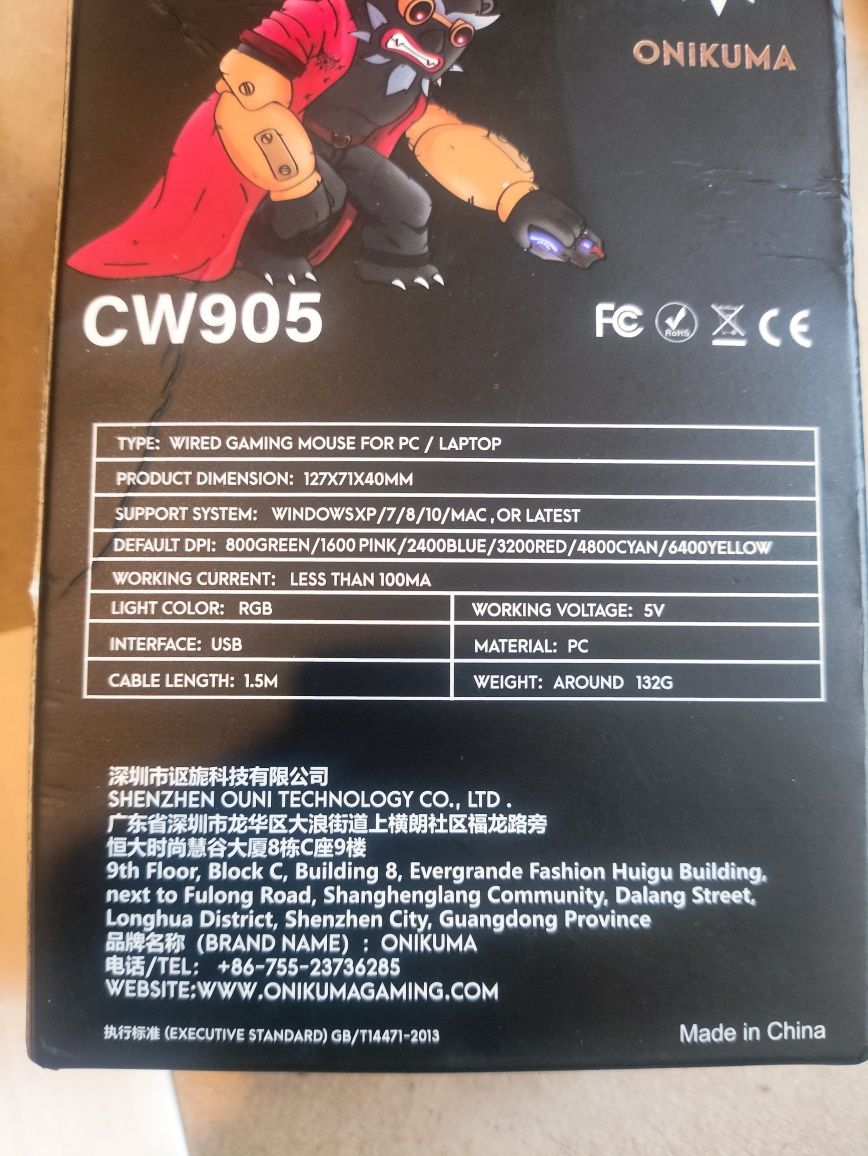 ONIKUMA
CW905
FC RoHS CE
TYPE: WIRED GAMING MOUSE FOR PC / LAPTOP
PRODUCT DIMENSION: 127X71X40MM
SUPPORT SYSTEM: WINDOWSXP/7/8/10/MAC,OR LATEST
DEFAULT DPI: 800GREEN/1600 PINK/2400BLUE/3200RED/4800CYAN/6400YELLOW
WORKING CURRENT: LESS THAN 100MA
LIGHT COLOR: RGB WORKING VOLTAGE: 5V
INTERFACE: USB MATERIAL: PC
CABLE LENGTH: 1.5M WEIGHT: AROUND 132G
深圳市讴旎科技有限公司
SHENZHEN OUNI TECHNOLOGY CO., LTD .
广东省深圳市龙华区大浪街道上横朗社区福龙路旁
恒大时尚慧谷大厦8栋C座9楼
9th Floor, Block C, Building 8, Evergrande Fashion Huigu Building,
next to Fulong Road, Shanghenglang Community, Dalang Street,
Longhua District, Shenzhen City, Guangdong Province
品牌名称（BRAND NAME）: ONIKUMA
电话/TEL: +86-755-23736285
WEBSITE:WWW.ONIKUMAGAMING.COM
执行标准 (EXECUTIVE STANDARD) GB/T14471-2013
Made in China